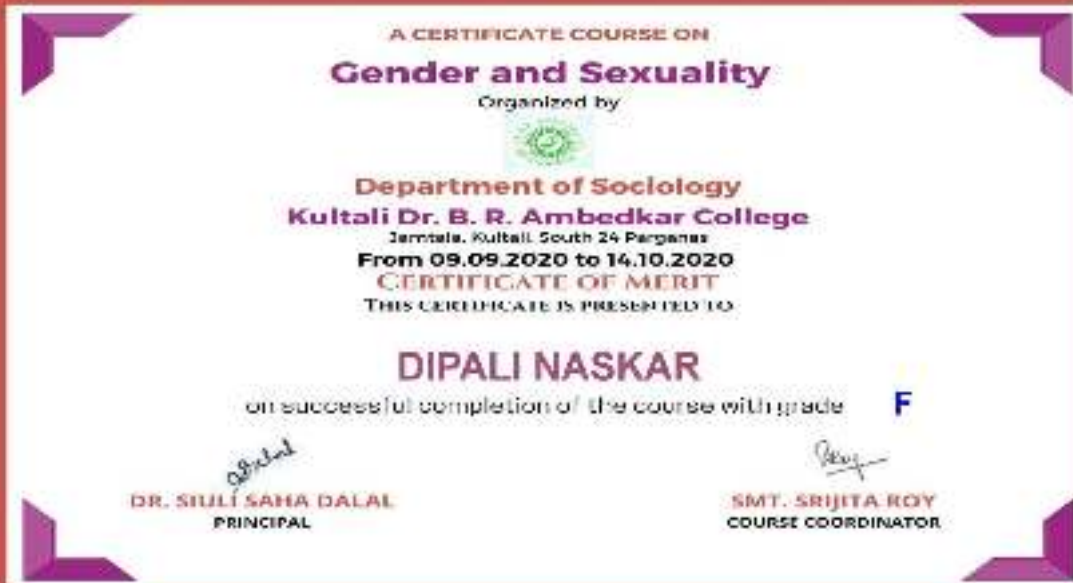 A CERTIFICATE COURSE ON
Gender and Sexuality
Organized by
Department of Sociology
Kultali Dr. B. R. Ambedkar College
Jamtala, Kultali, South 24 Parganas
From 09.09.2020 to 14.10.2020
CERTIFICATE OF MERIT
THIS CERTIFICATE IS PRESENTED TO
DIPALI NASKAR
on successful completion of the course with grade F
DR. SIULI SAHA DALAL
PRINCIPAL
SMT. SRIJITA ROY
COURSE COORDINATOR